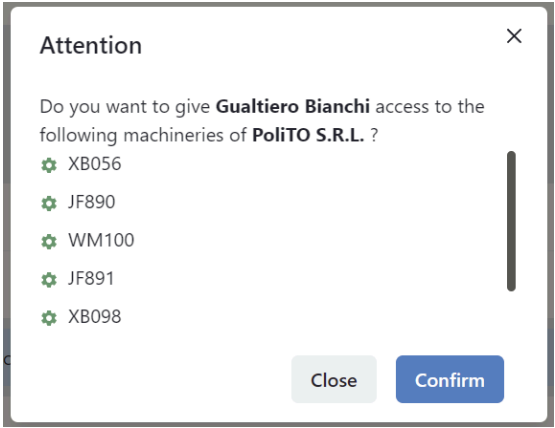 Attention
Do you want to give Gualtiero Bianchi access to the
following machineries of PoliTO S.R.L. ?
XB056
JF890
WM100
JF891
XB098
Close
Confirm